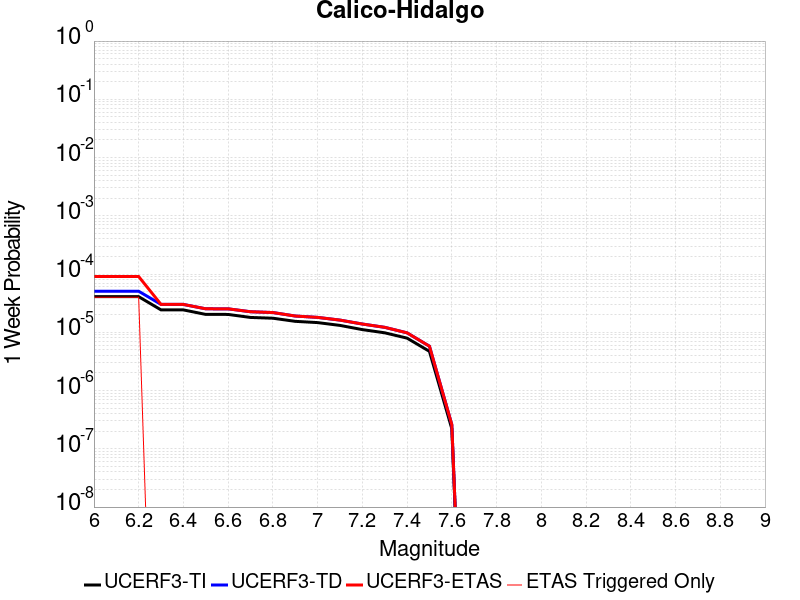 Calico-Hidalgo
10^0
10^-1
10^-2
10^-3
10^-4
10^-5
10^-6
10^-7
10^-8
1 Week Probability
6 6.2 6.4 6.6 6.8 7 7.2 7.4 7.6 7.8 8 8.2 8.4 8.6 8.8 9
Magnitude
UCERF3-TI UCERF3-TD UCERF3-ETAS ETAS Triggered Only